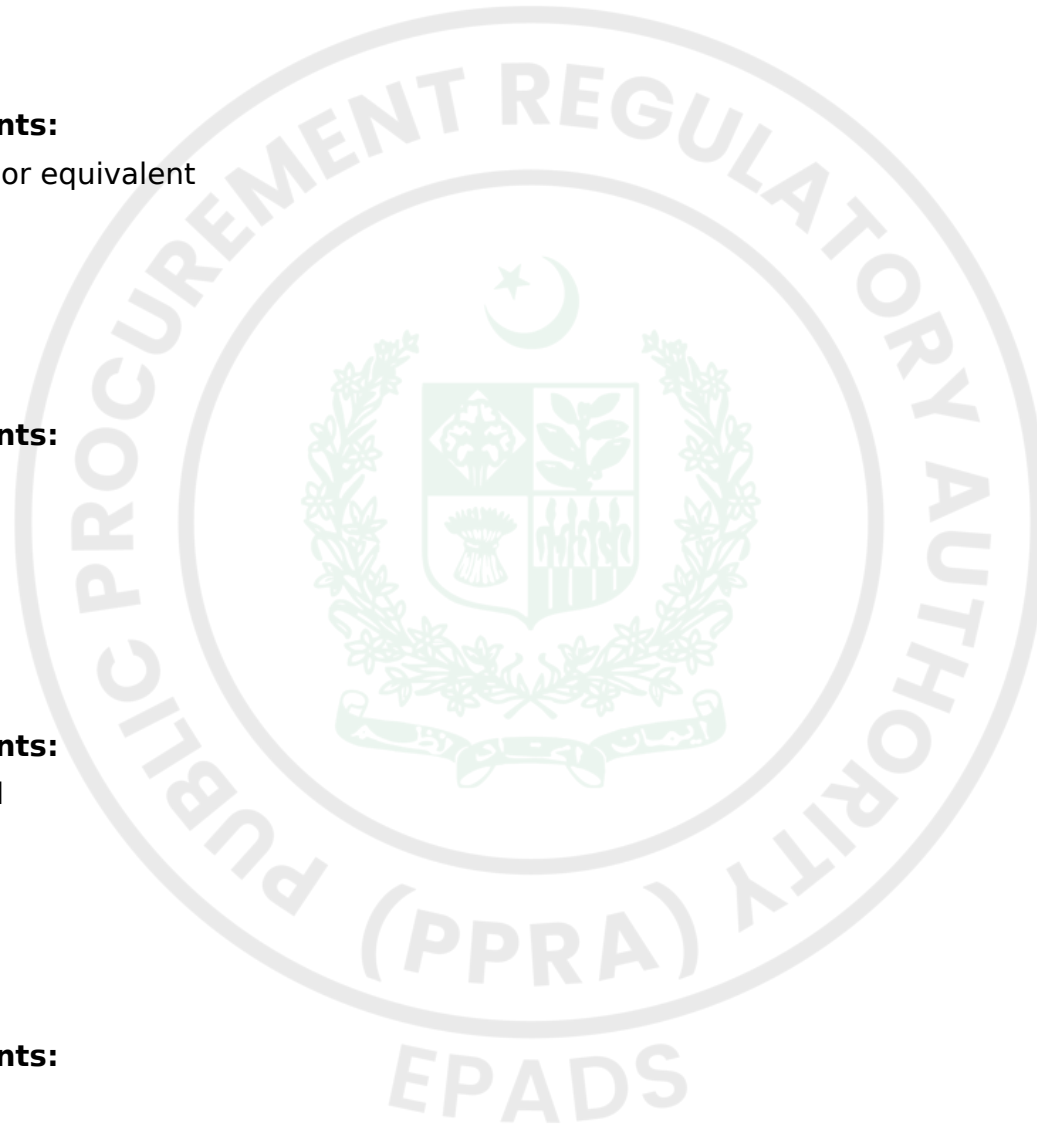 PUBLIC PROCUREMENT REGULATORY AUTHORITY
nts:
or equivalent
nts:
nts:
(PPRA)
nts:
EPADS